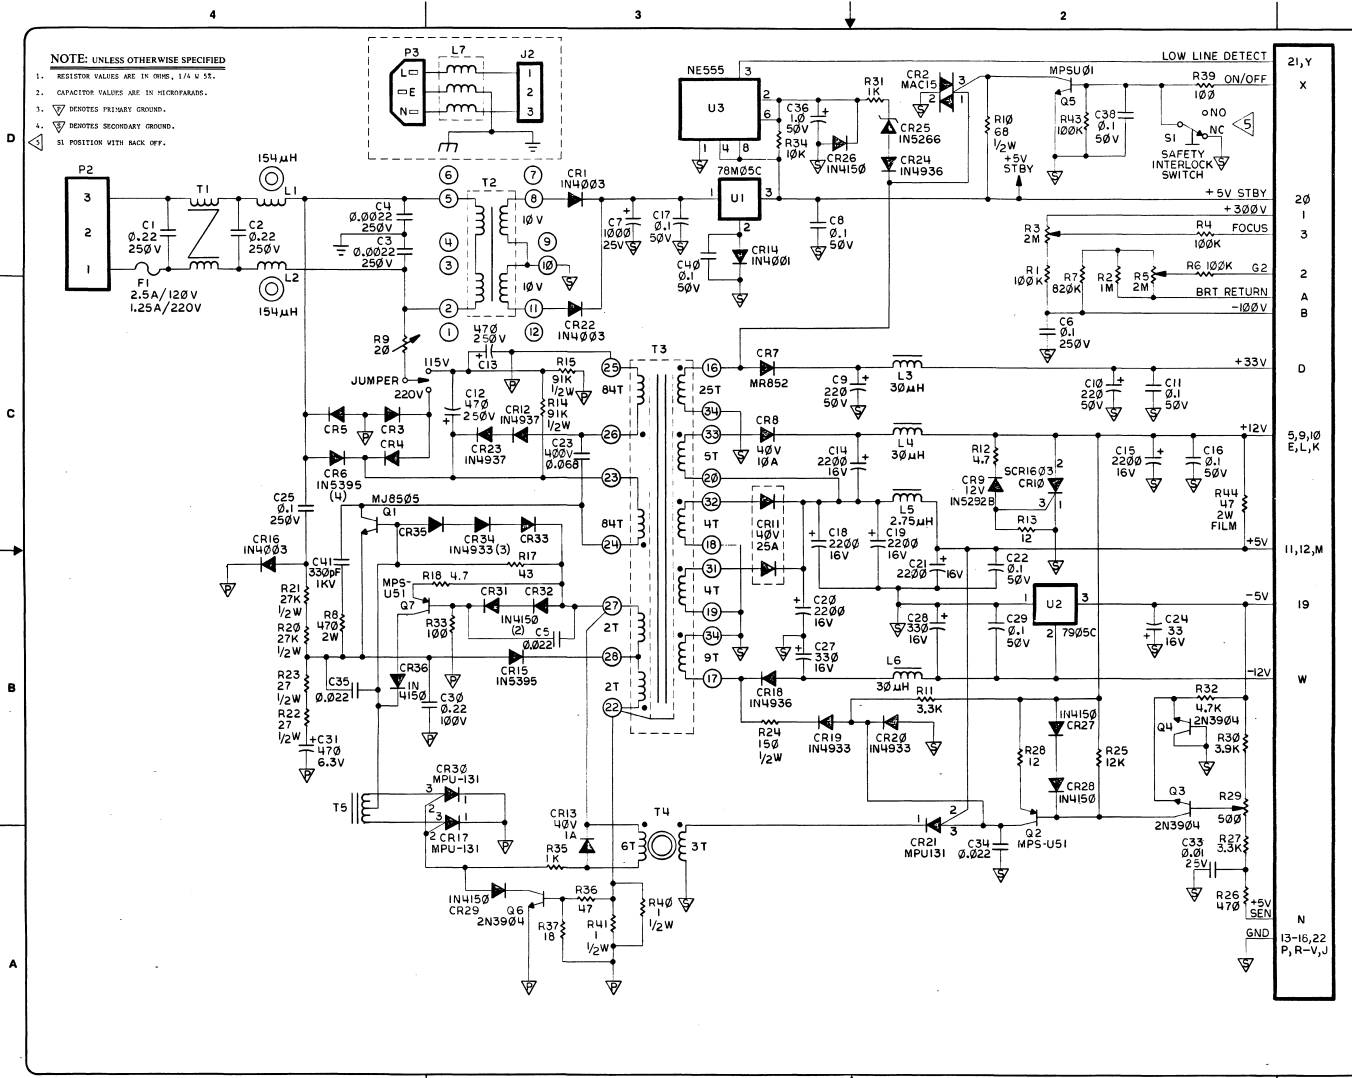 4
3
2
NOTE: UNLESS OTHERWISE SPECIFIED
1. RESISTOR VALUES ARE IN OHMS, 1/4 W 5%.
2. CAPACITOR VALUES ARE IN MICROFARADS.
3. P DENOTES PRIMARY GROUND.
4. S DENOTES SECONDARY GROUND.
5 S1 POSITION WITH BACK OFF.
D
C
B
A
P3
L7
J2
L
E
N
1
2
3
P2
3
2
1
T1
154µH
L1
C1
0.22
250V
C2
0.22
250V
F1
2.5A/120V
1.25A/220V
L2
154µH
C4
0.0022
250V
C3
0.0022
250V
6
5
4
3
2
1
T2
7
8
10V
9
10
10V
11
12
CR1
1N4003
CR22
1N4003
C7
1000
25V
C17
0.1
50V
NE555
3
U3
2
6
1
4
8
78M05C
1
U1
3
2
C40
0.1
50V
CR14
1N4001
C36
1.0
50V
R34
10K
CR26
1N4150
R31
1K
CR25
1N5266
CR24
1N4936
C8
0.1
50V
CR2
MAC15
3
2
1
R10
68
1/2W
+5V
STBY
MPSU01
Q5
R43
100K
C38
0.1
50V
S1
NO
NC
SAFETY
INTERLOCK
SWITCH
5
R39
100
LOW LINE DETECT
21,Y
ON/OFF
X
+5V STBY
20
+300V
1
FOCUS
3
R3
2M
R4
100K
R1
100K
R7
820K
R2
1M
R5
2M
R6 100K
G2
2
BRT RETURN
A
-100V
B
C6
0.1
250V
R9
20
115V
JUMPER
220V
470
250V
C13
R15
91K
1/2W
R14
91K
1/2W
C12
470
250V
CR12
1N4937
CR23
1N4937
C23
400V
0.068
CR5
CR3
CR4
CR6
1N5395
(4)
T3
25
84T
26
23
84T
24
27
2T
28
2T
22
16
25T
34
33
5T
20
32
4T
18
31
4T
19
34
9T
17
CR7
MR852
C9
220
50V
L3
30µH
C10
220
50V
C11
0.1
50V
+33V
D
CR8
40V
10A
C14
2200
16V
L4
30µH
R12
4.7
CR9
12V
1N5292B
SCR1603
CR10
2
1
3
R13
12
C15
2200
16V
C16
0.1
50V
R44
47
2W
FILM
+12V
5,9,10
E,L,K
CR11
40V
25A
C18
2200
16V
C19
2200
16V
L5
2.75µH
C21
2200
16V
C22
0.1
50V
+5V
11,12,M
C20
2200
16V
C27
330
16V
C28
330
16V
C29
0.1
50V
1
U2
3
2
7905C
C24
33
16V
-5V
19
L6
30µH
CR18
1N4936
-12V
W
C25
0.1
250V
CR16
1N4003
MJ8505
Q1
CR35
CR34
CR33
1N4933 (3)
C41
330pF
1KV
R17
43
R18 4.7
MPS-
U51
Q7
CR31
CR32
1N4150
(2)
R33
100
C5
0.022
R21
27K
1/2W
R20
27K
1/2W
R8
470
2W
CR15
1N5395
R23
27
1/2W
R22
27
1/2W
C35
0.022
CR36
1N
4150
C30
0.22
100V
C31
470
6.3V
R24
150
1/2W
CR19
1N4933
CR20
1N4933
R11
3.3K
1N4150
CR27
R28
12
CR28
1N4150
R25
12K
R32
4.7K
2N3904
Q4
R30
3.9K
Q3
2N3904
R29
500
R27
3.3K
C33
0.01
25V
R26
470
+5V
SEN
N
GND
13-16,22
P,R-V,J
T5
CR30
MPU-131
3
1
2
3
1
2
CR17
MPU-131
CR13
40V
1A
R35
1K
T4
6T
3T
1N4150
CR29
Q6
2N3904
R36
47
R37
18
R41
1
1/2W
R40
1
1/2W
1
2
3
CR21
MPU131
C34
0.022
Q2
MPS-U51